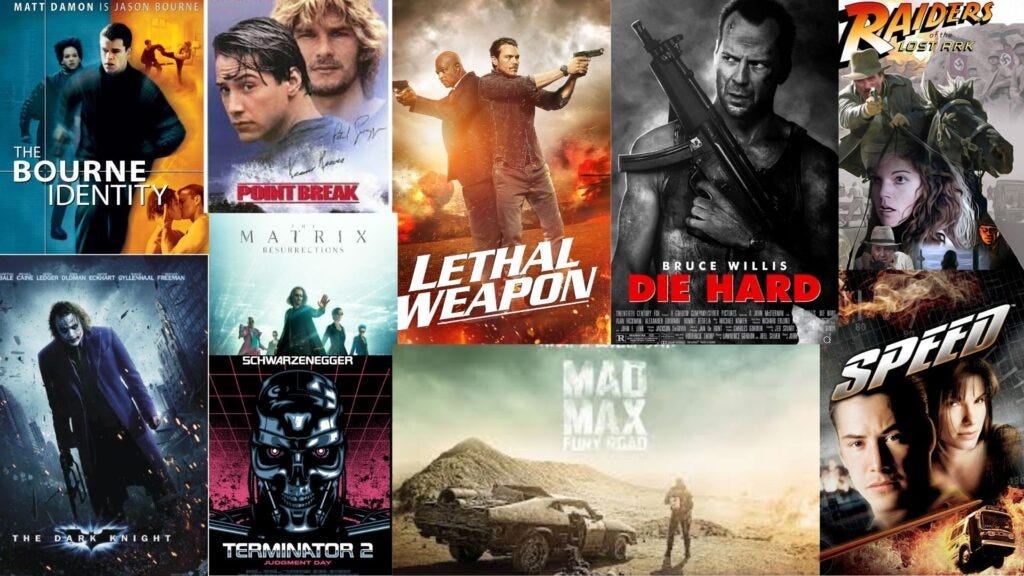 MATT DAMON IS JASON BOURNE
THE
BOURNE
IDENTITY
POINT BREAK
LETHAL
WEAPON
BRUCE WILLIS
DIE HARD
RAIDERS
of the
LOST ARK
THE
MATRIX
RESURRECTIONS
BALE CAINE LEDGER OLDMAN ECKHART GYLLENHAAL FREEMAN
THE DARK KNIGHT
SCHWARZENEGGER
TERMINATOR 2
JUDGMENT DAY
MAD
MAX
FURY ROAD
SPEED